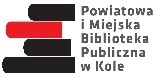 Powiatowa
i Miejska
Biblioteka
Publiczna
w Kole